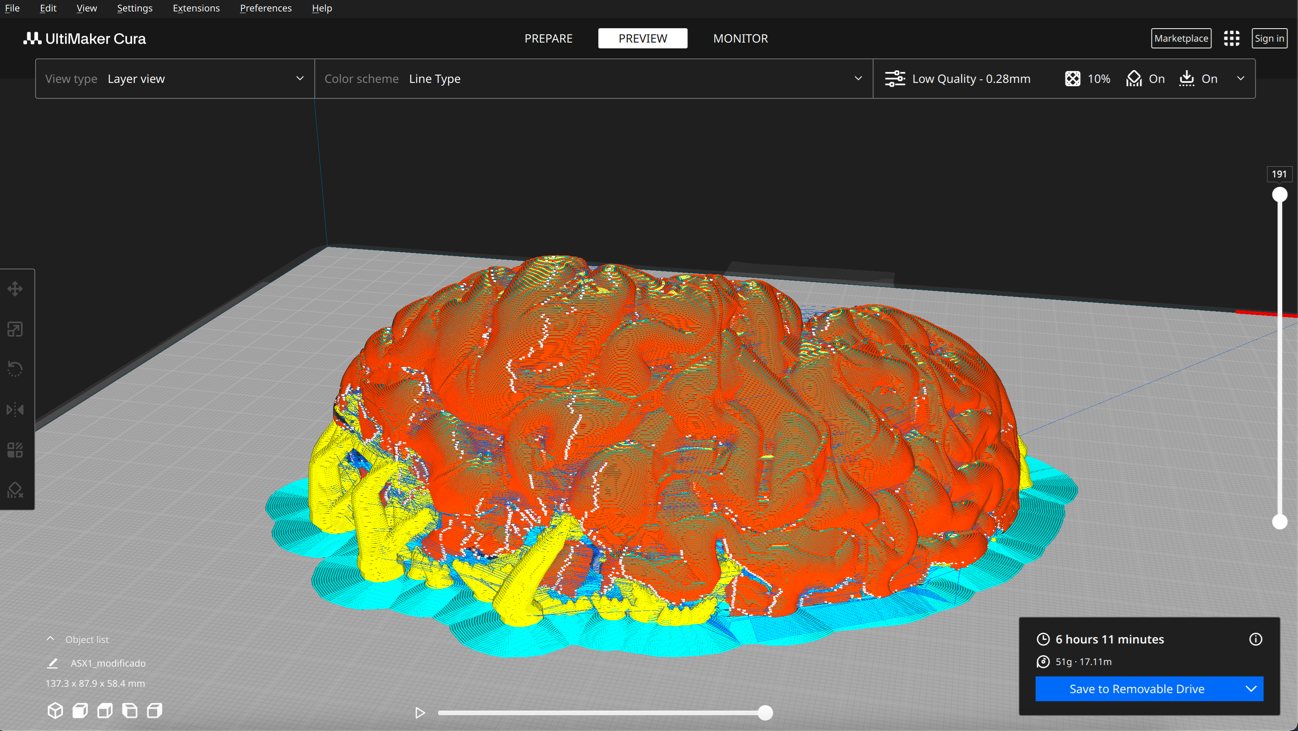 File Edit View Settings Extensions Preferences Help
UltiMaker Cura
PREPARE PREVIEW MONITOR
Marketplace Sign in
View type Layer view
Color scheme Line Type
Low Quality - 0.28mm 10% On On
191
Object list
ASX1_modificado
137.3 x 87.9 x 58.4 mm
6 hours 11 minutes
51g · 17.11m
Save to Removable Drive